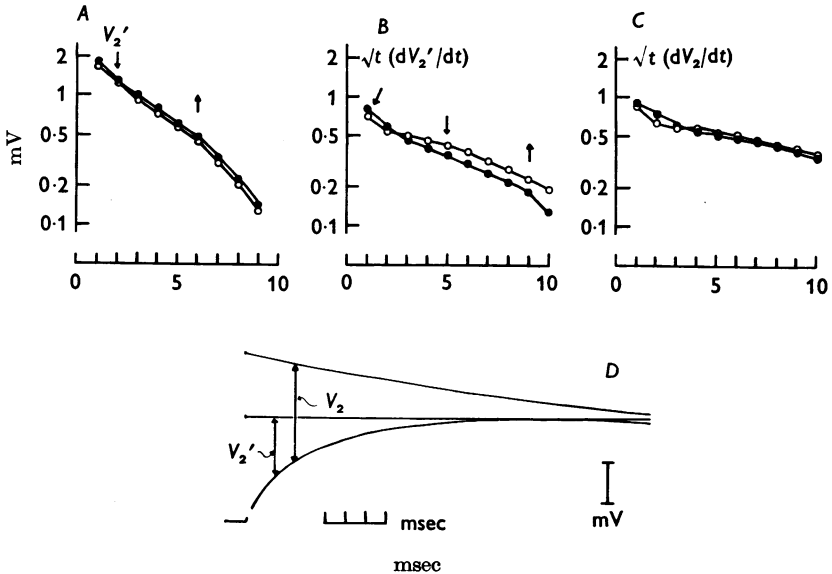 A
V₂′
2
1
0·5
0·2
0·1
mV
0 5 10
B
√t (dV₂′/dt)
2
1
0·5
0·2
0·1
0 5 10
C
√t (dV₂/dt)
2
1
0·5
0·2
0·1
0 5 10
D
V₂
V₂′
msec
mV
msec